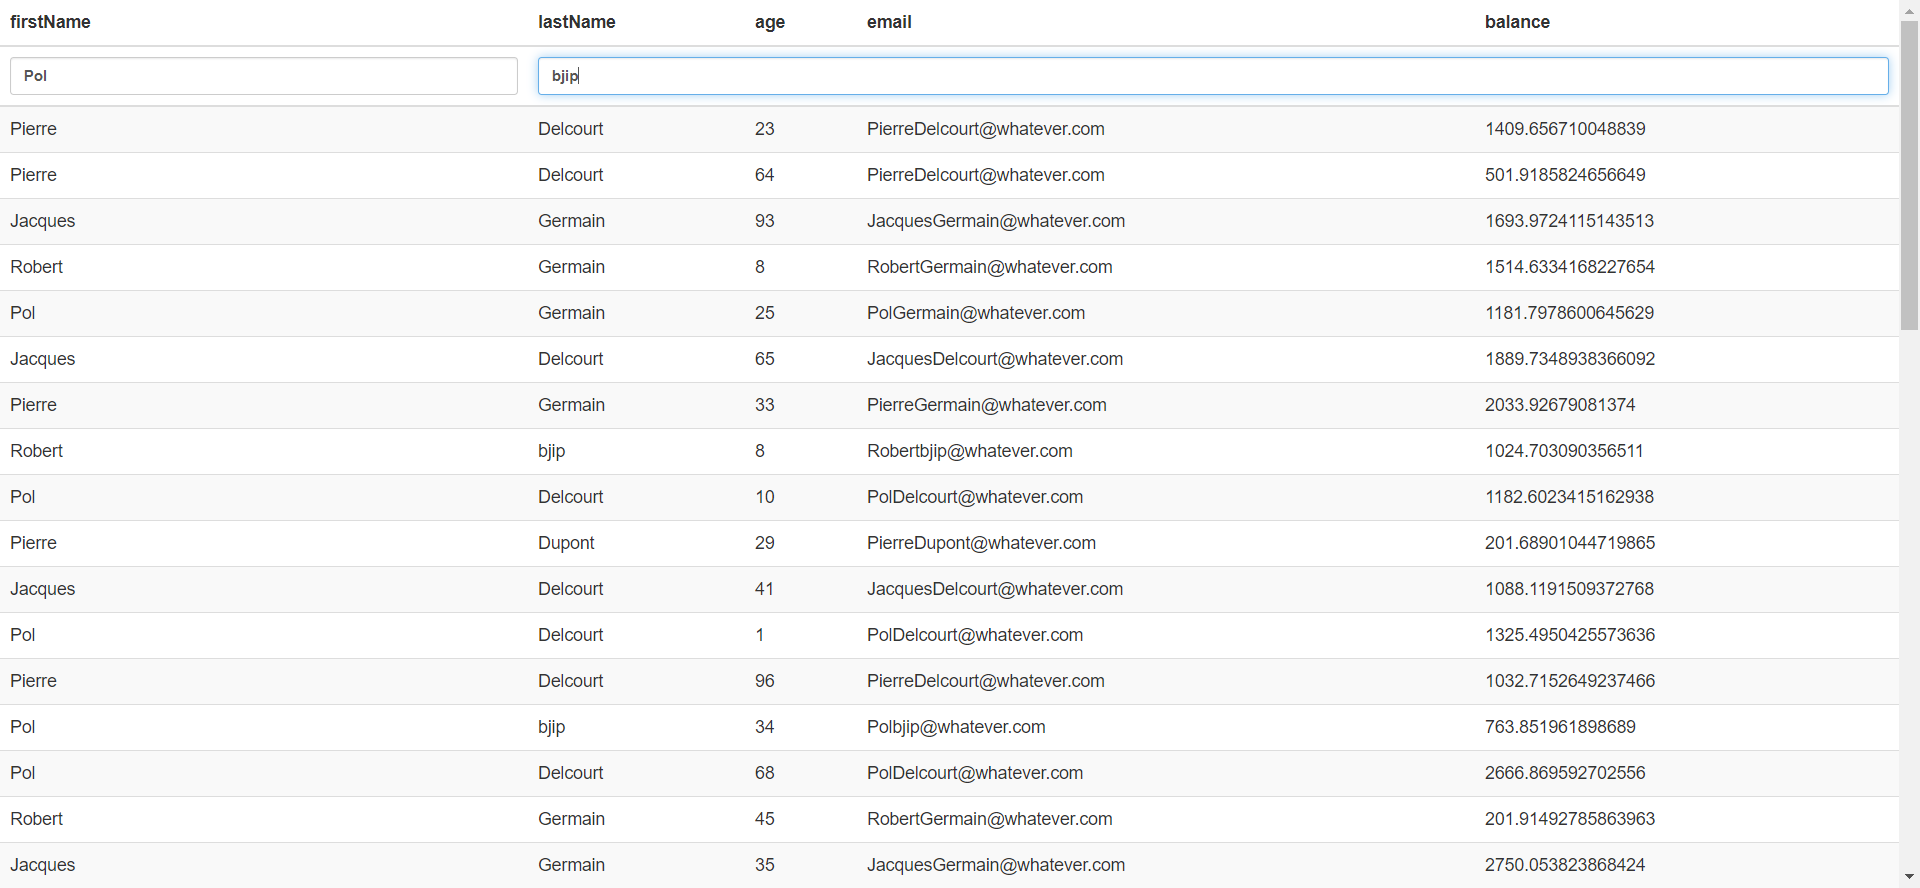 firstName lastName age email balance
Pol bjip
Pierre Delcourt 23 PierreDelcourt@whatever.com 1409.656710048839
Pierre Delcourt 64 PierreDelcourt@whatever.com 501.9185824656649
Jacques Germain 93 JacquesGermain@whatever.com 1693.9724115143513
Robert Germain 8 RobertGermain@whatever.com 1514.6334168227654
Pol Germain 25 PolGermain@whatever.com 1181.7978600645629
Jacques Delcourt 65 JacquesDelcourt@whatever.com 1889.7348938366092
Pierre Germain 33 PierreGermain@whatever.com 2033.92679081374
Robert bjip 8 Robertbjip@whatever.com 1024.703090356511
Pol Delcourt 10 PolDelcourt@whatever.com 1182.6023415162938
Pierre Dupont 29 PierreDupont@whatever.com 201.68901044719865
Jacques Delcourt 41 JacquesDelcourt@whatever.com 1088.1191509372768
Pol Delcourt 1 PolDelcourt@whatever.com 1325.4950425573636
Pierre Delcourt 96 PierreDelcourt@whatever.com 1032.7152649237466
Pol bjip 34 Polbjip@whatever.com 763.851961898689
Pol Delcourt 68 PolDelcourt@whatever.com 2666.869592702556
Robert Germain 45 RobertGermain@whatever.com 201.91492785863963
Jacques Germain 35 JacquesGermain@whatever.com 2750.053823868424